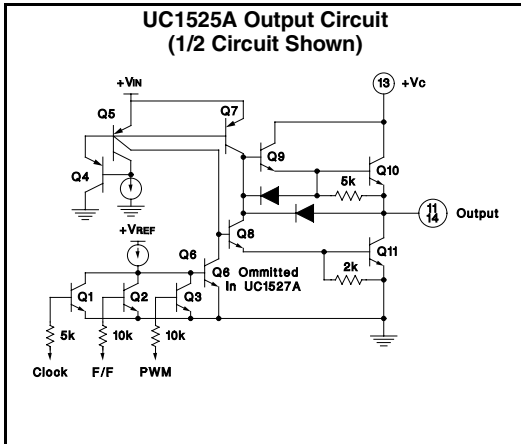 UC1525A Output Circuit
(1/2 Circuit Shown)
+VIN
13 +Vc
Q5
Q7
Q4
Q9
Q10
5k
11
14
Output
+VREF
Q8
Q6
Q11
Q6 Ommitted
In UC1527A
2k
Q1
Q2
Q3
5k
10k
10k
Clock
F/F
PWM